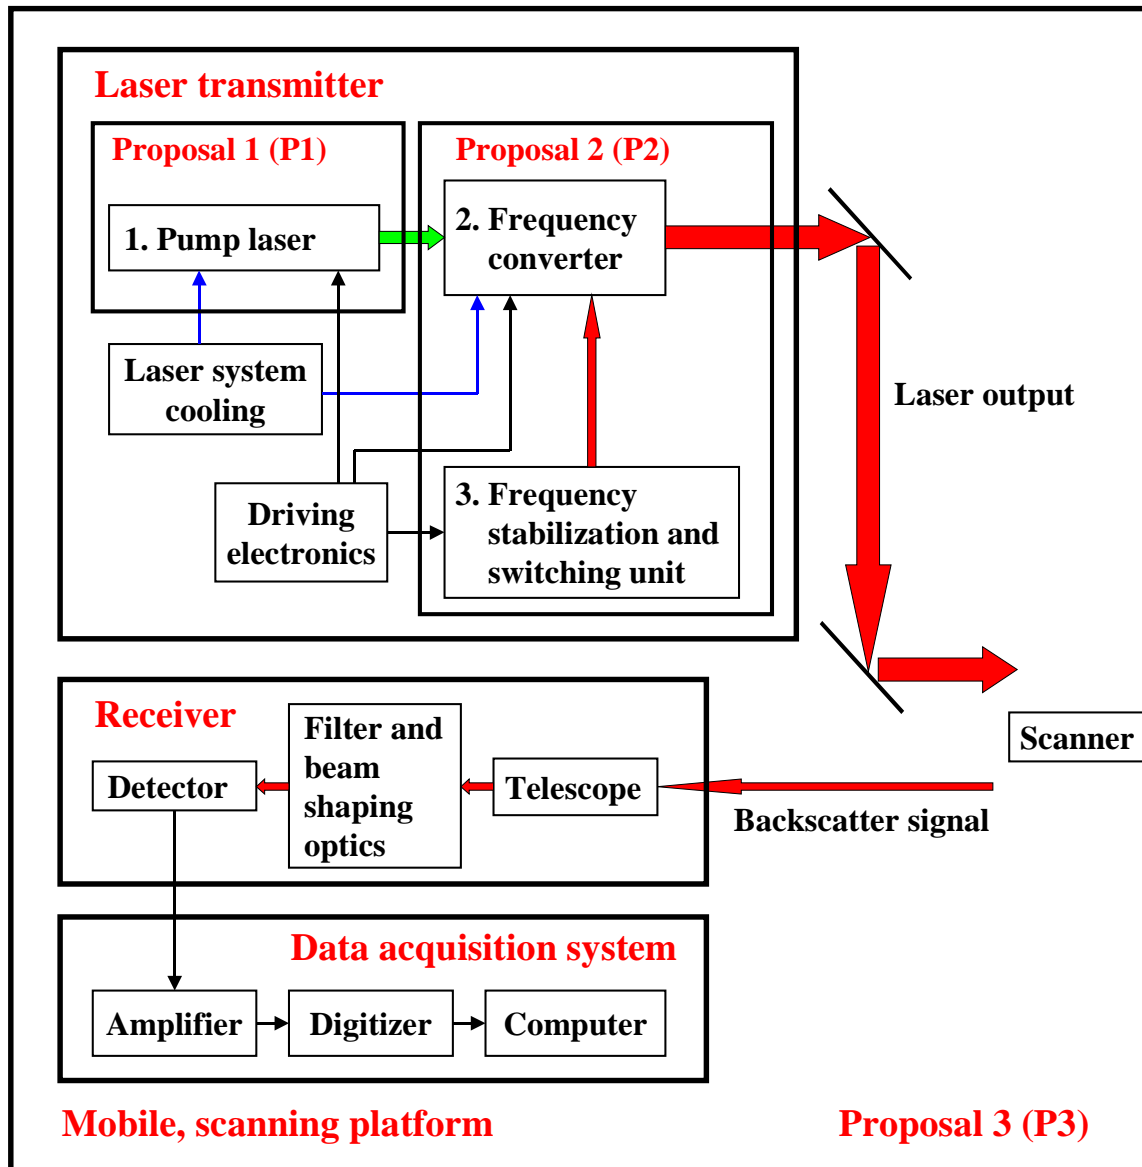 Laser transmitter
Proposal 1 (P1)
Proposal 2 (P2)
1. Pump laser
2. Frequency
converter
Laser system
cooling
Laser output
Driving
electronics
3. Frequency
stabilization and
switching unit
Receiver
Filter and
beam
shaping
optics
Detector
Telescope
Scanner
Backscatter signal
Data acquisition system
Amplifier
Digitizer
Computer
Mobile, scanning platform
Proposal 3 (P3)